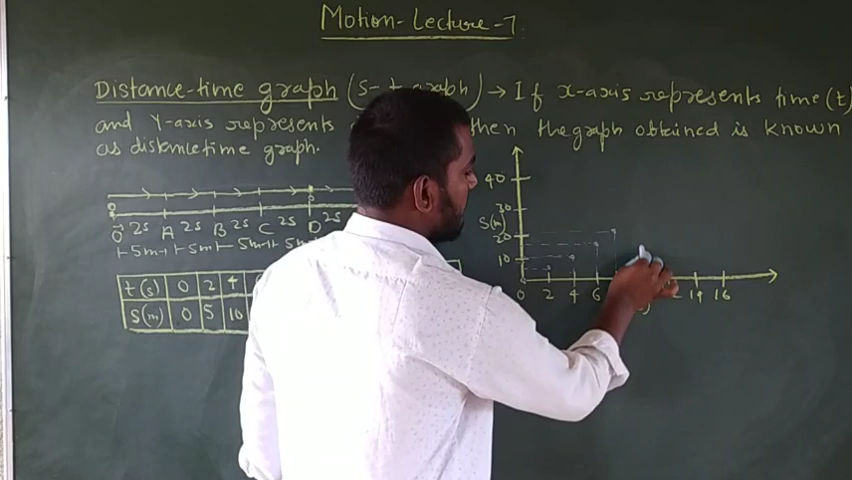 Motion-Lecture-7.
Distance-time graph (s-t graph) → If x-axis represents time (t)
and Y-axis represents then the graph obtained is known
as distance time graph.
O 2s A 2s B 2s C 2s D 2s
5m 5m 5m 5m
t(s) 0 2 4
S(m) 0 5 10
40
30
S(m)
20
10
0 2 4 6 14 16